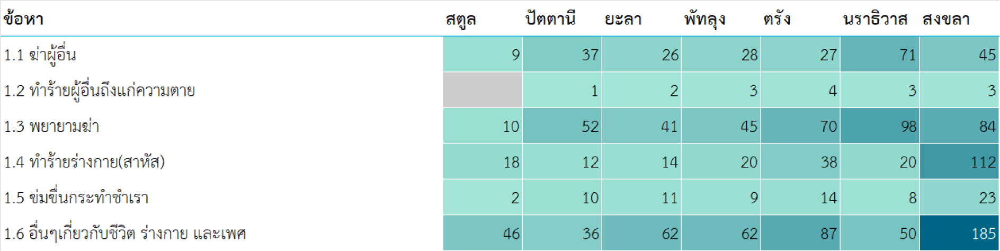 ข้อหา สตูล ปัตตานี ยะลา พัทลุง ตรัง นราธิวาส สงขลา
1.1 ฆ่าผู้อื่น 9 37 26 28 27 71 45
1.2 ทำร้ายผู้อื่นถึงแก่ความตาย 1 2 3 4 3 3
1.3 พยายามฆ่า 10 52 41 45 70 98 84
1.4 ทำร้ายร่างกาย(สาหัส) 18 12 14 20 38 20 112
1.5 ข่มขื่นกระทำชำเรา 2 10 11 9 14 8 23
1.6 อื่นๆเกี่ยวกับชีวิต ร่างกาย และเพศ 46 36 62 62 87 50 185